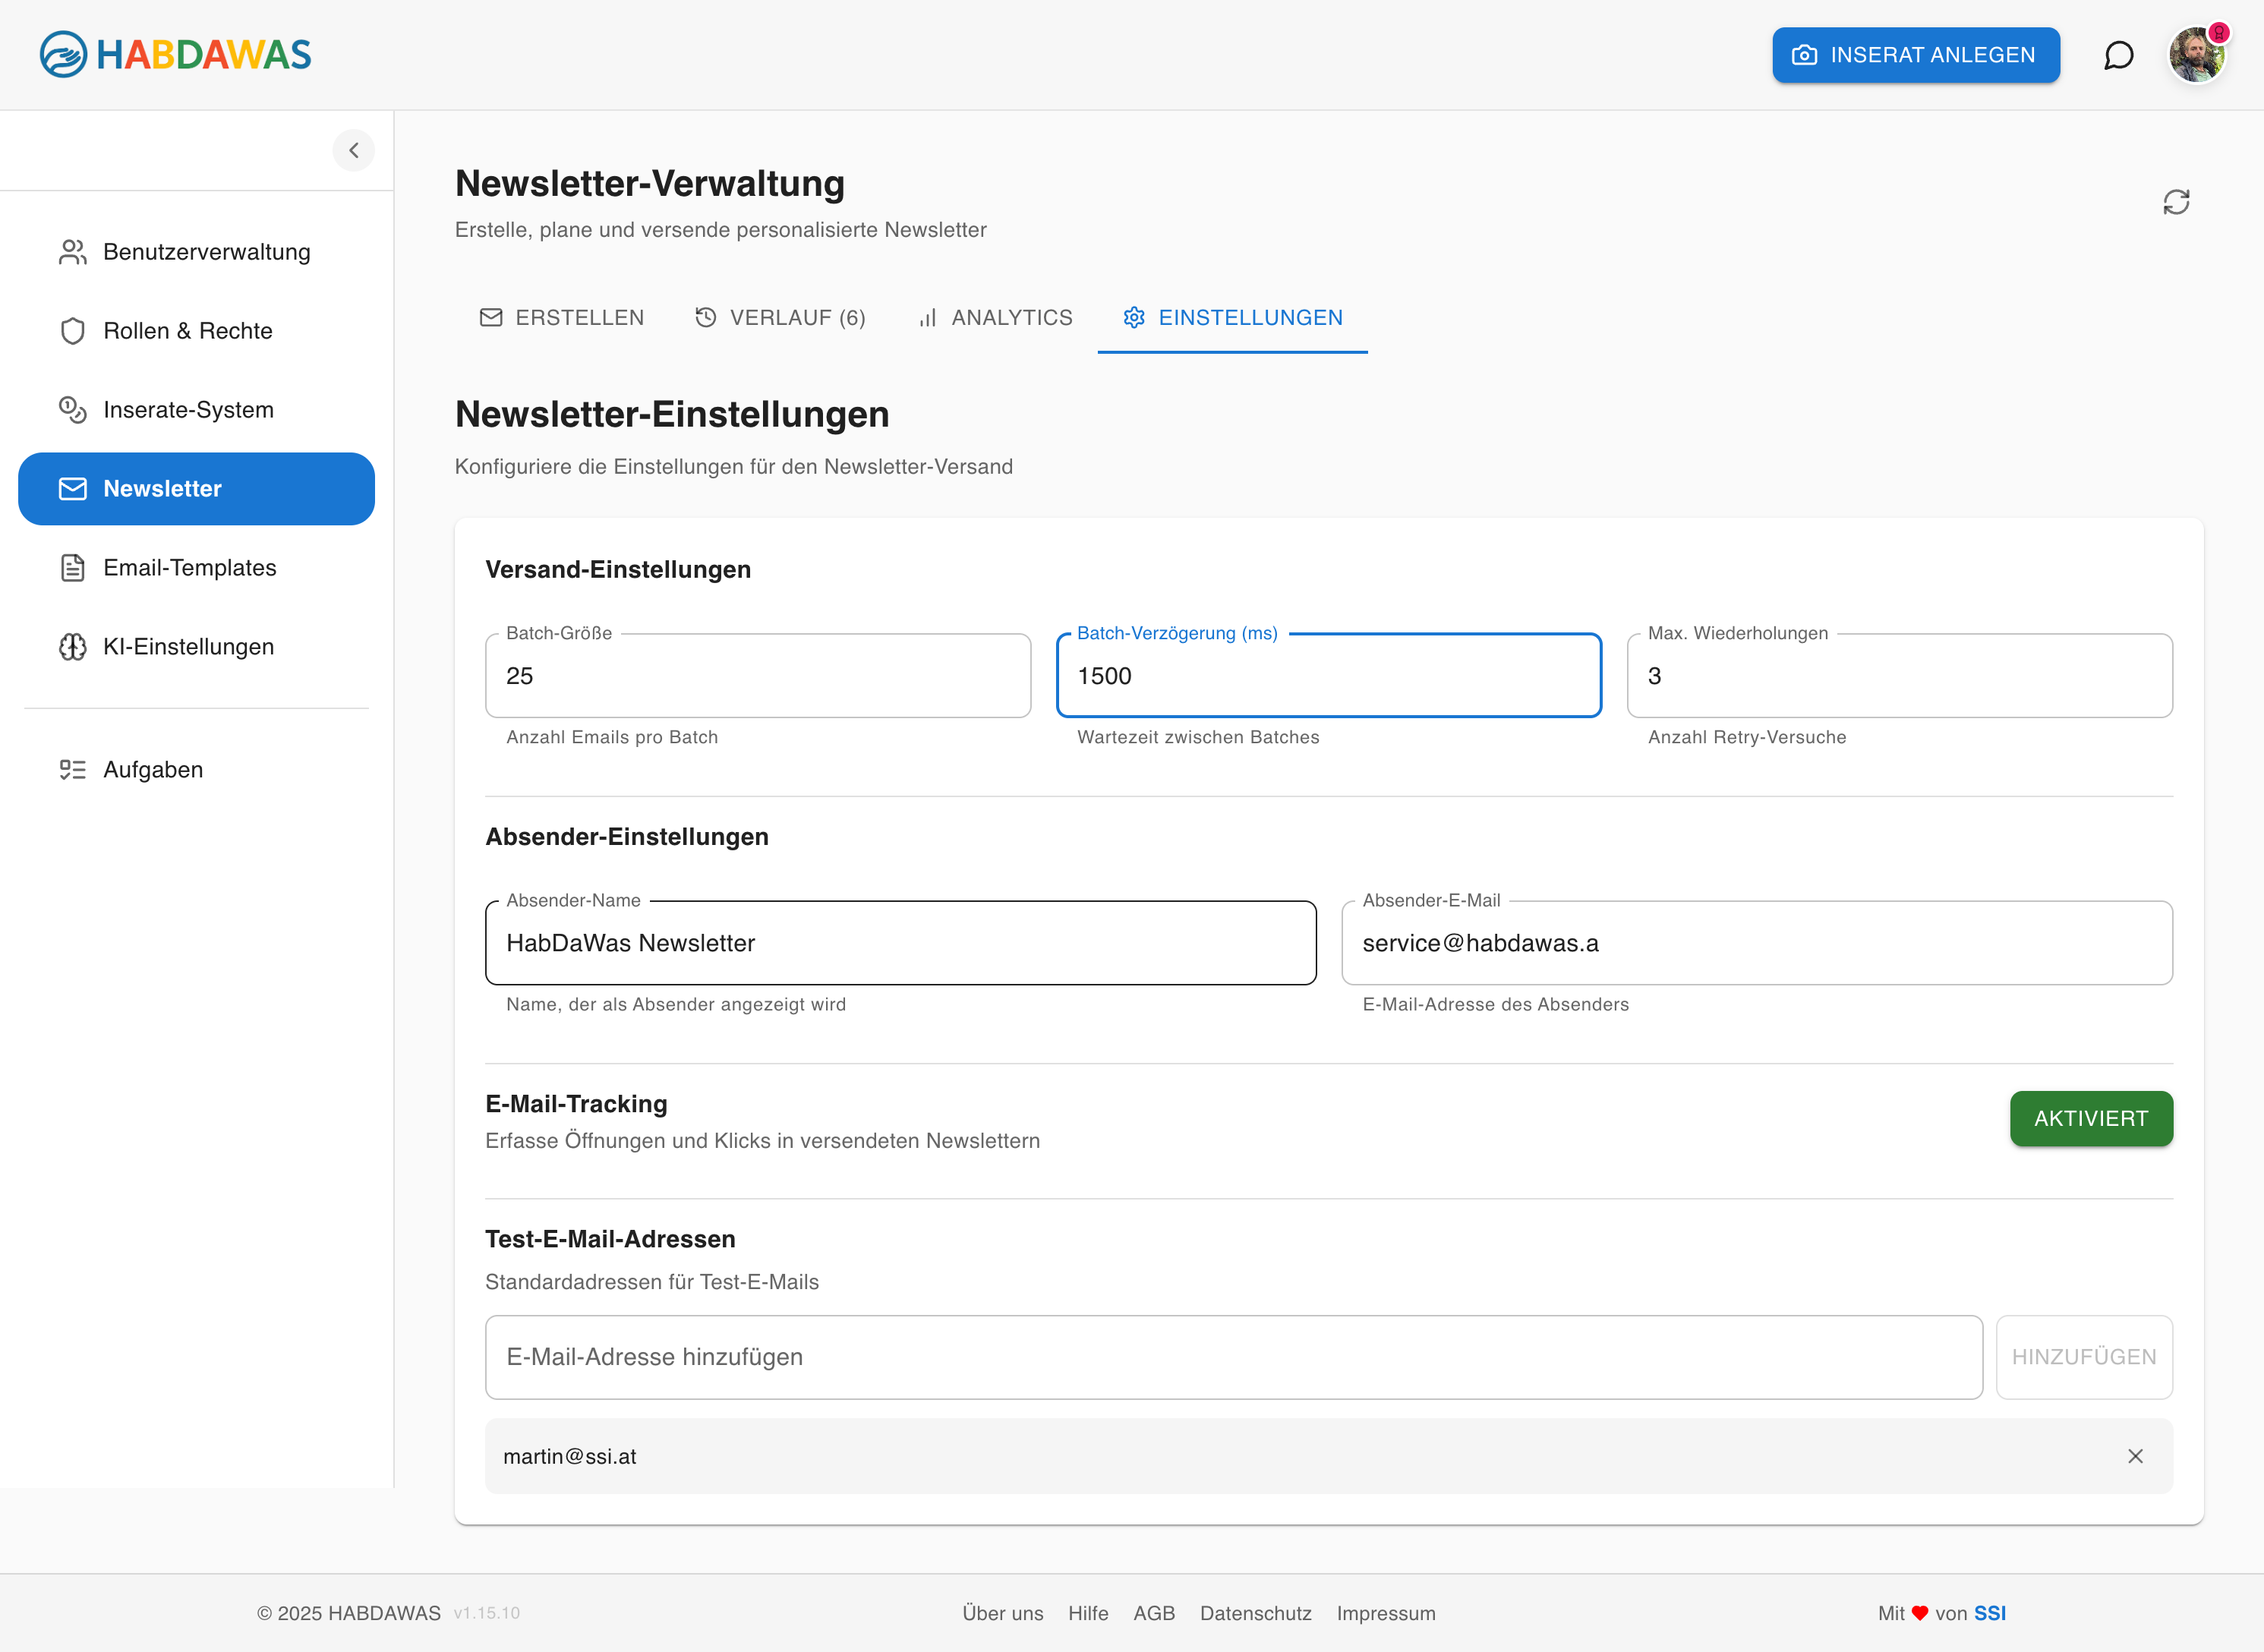 HABDAWAS
INSERAT ANLEGEN
Benutzerverwaltung
Rollen & Rechte
Inserate-System
Newsletter
Email-Templates
KI-Einstellungen
Aufgaben
Newsletter-Verwaltung
Erstelle, plane und versende personalisierte Newsletter
ERSTELLEN
VERLAUF (6)
ANALYTICS
EINSTELLUNGEN
Newsletter-Einstellungen
Konfiguriere die Einstellungen für den Newsletter-Versand
Versand-Einstellungen
Batch-Größe
25
Anzahl Emails pro Batch
Batch-Verzögerung (ms)
1500
Wartezeit zwischen Batches
Max. Wiederholungen
3
Anzahl Retry-Versuche
Absender-Einstellungen
Absender-Name
HabDaWas Newsletter
Name, der als Absender angezeigt wird
Absender-E-Mail
service@habdawas.a
E-Mail-Adresse des Absenders
E-Mail-Tracking
Erfasse Öffnungen und Klicks in versendeten Newslettern
AKTIVIERT
Test-E-Mail-Adressen
Standardadressen für Test-E-Mails
E-Mail-Adresse hinzufügen
HINZUFÜGEN
martin@ssi.at
© 2025 HABDAWAS v1.15.10
Über uns
Hilfe
AGB
Datenschutz
Impressum
Mit ❤ von SSI